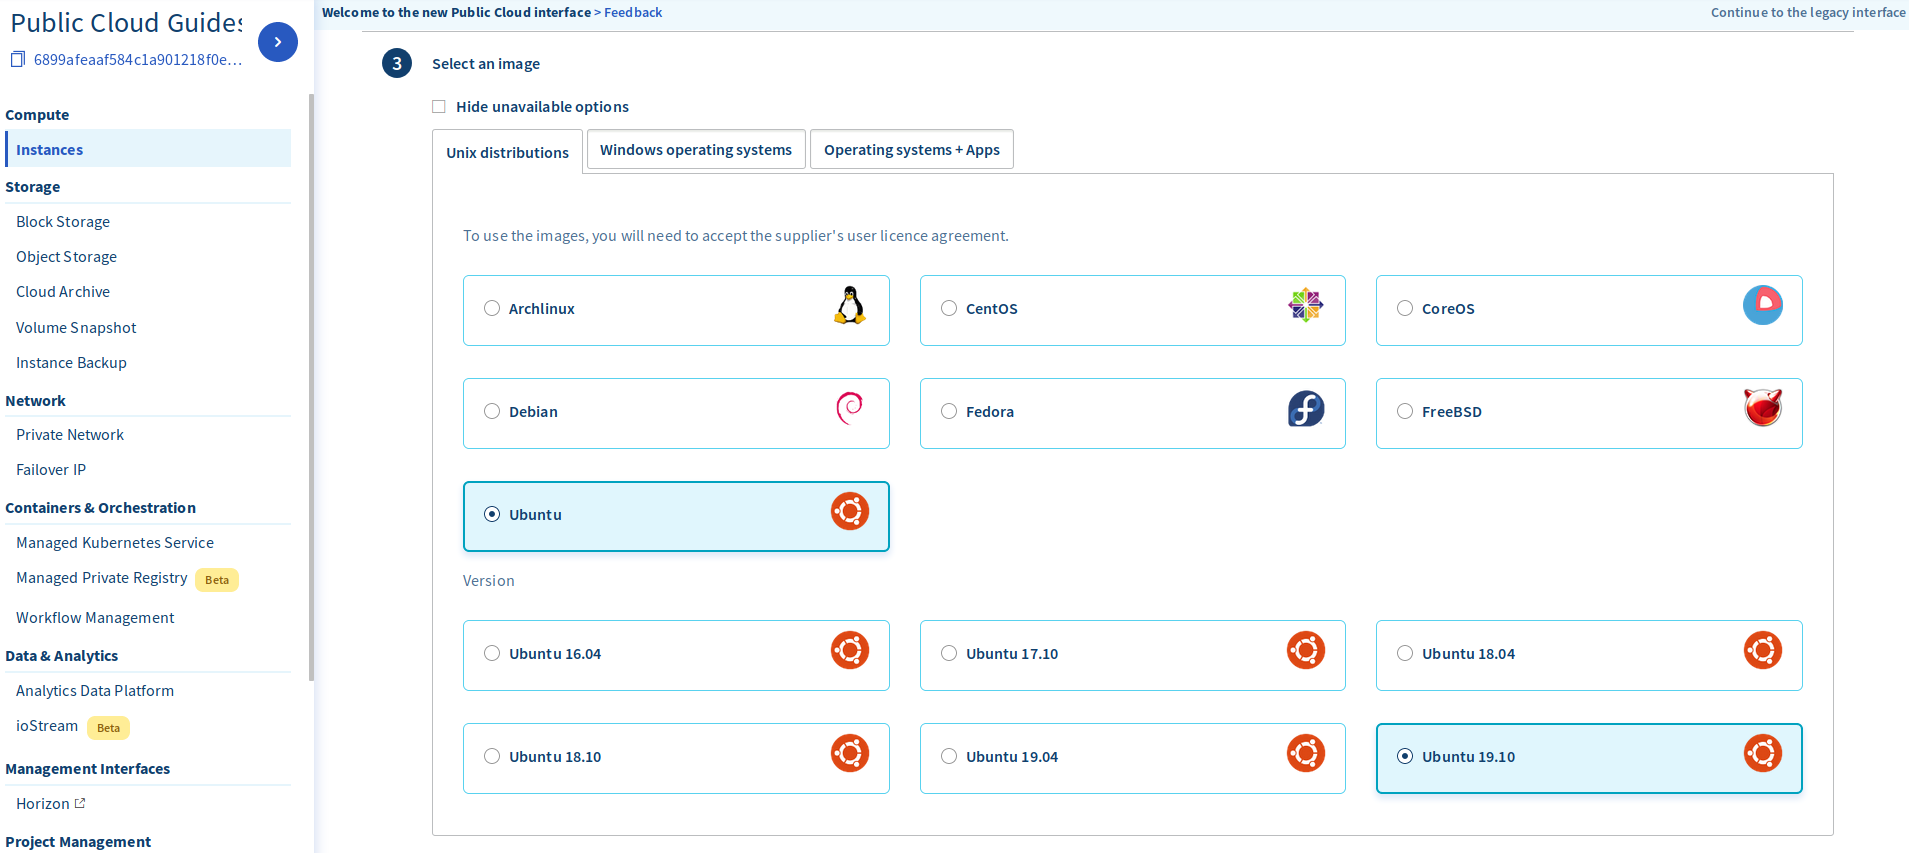 Public Cloud Guides
6899afeaaf584c1a901218f0e...
Compute
Instances
Storage
Block Storage
Object Storage
Cloud Archive
Volume Snapshot
Instance Backup
Network
Private Network
Failover IP
Containers & Orchestration
Managed Kubernetes Service
Managed Private Registry Beta
Workflow Management
Data & Analytics
Analytics Data Platform
ioStream Beta
Management Interfaces
Horizon
Project Management
Welcome to the new Public Cloud interface > Feedback
Continue to the legacy interface
3 Select an image
Hide unavailable options
Unix distributions Windows operating systems Operating systems + Apps
To use the images, you will need to accept the supplier's user licence agreement.
Archlinux CentOS CoreOS
Debian Fedora FreeBSD
Ubuntu
Version
Ubuntu 16.04 Ubuntu 17.10 Ubuntu 18.04
Ubuntu 18.10 Ubuntu 19.04 Ubuntu 19.10